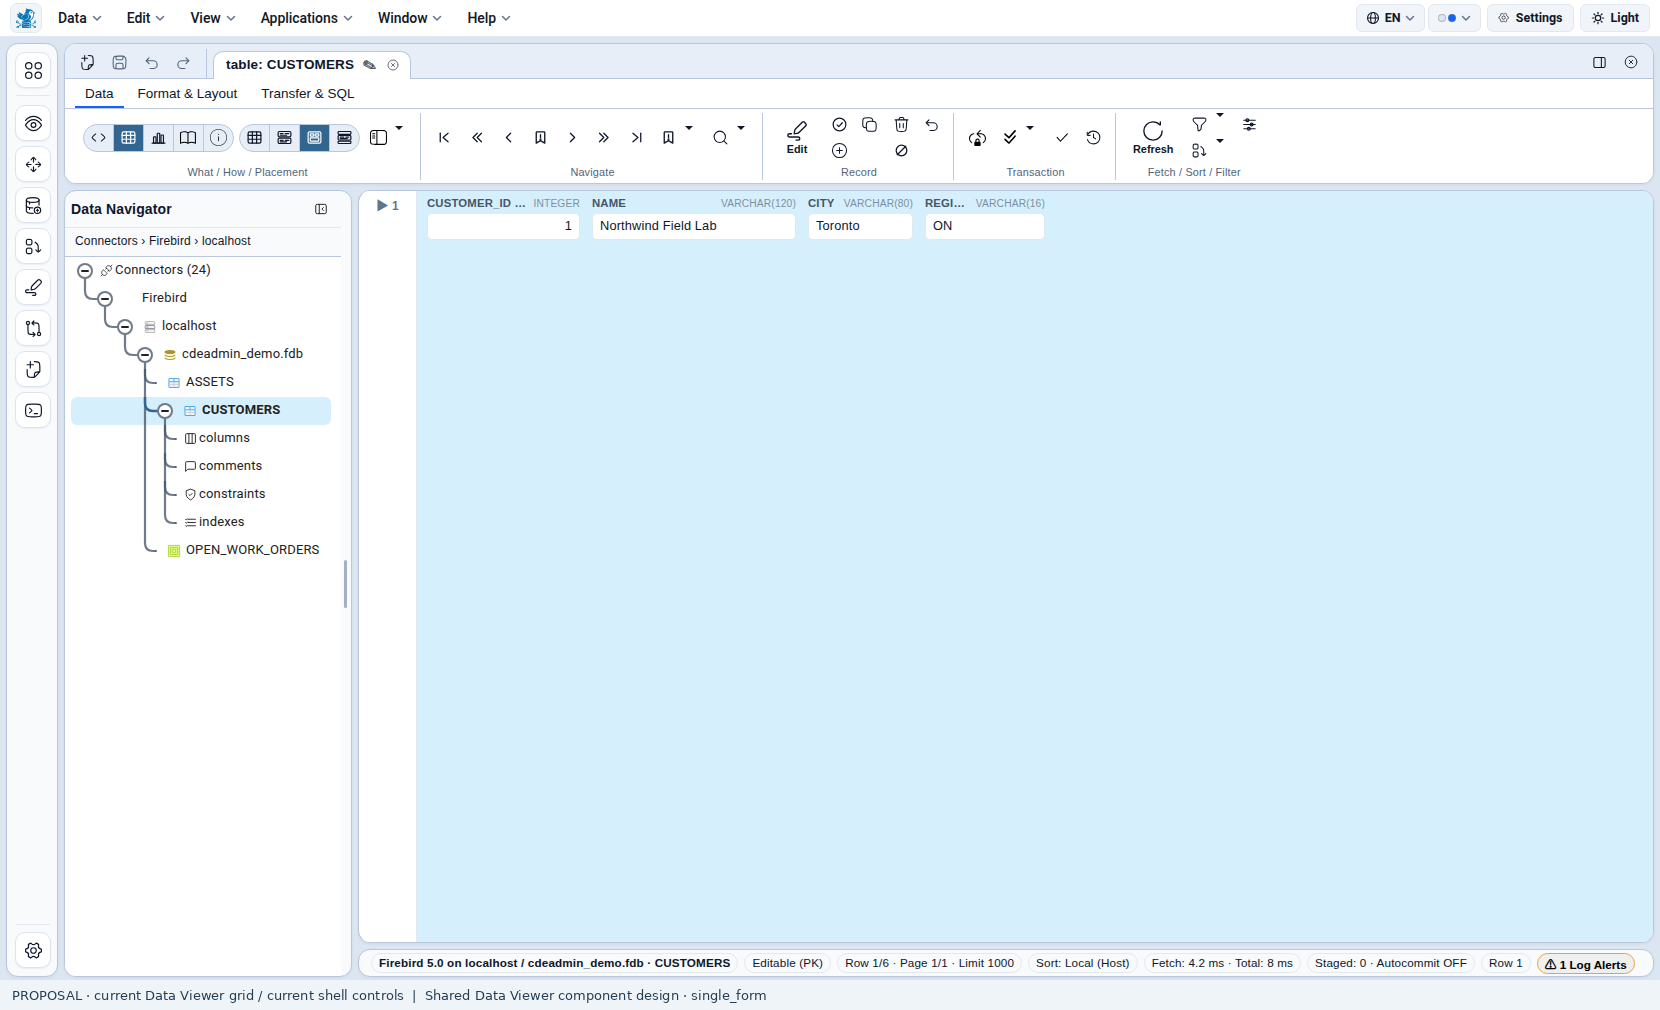 Data Edit View Applications Window Help EN Settings Light
table: CUSTOMERS
Data Format & Layout Transfer & SQL
Edit Refresh
What / How / Placement Navigate Record Transaction Fetch / Sort / Filter
Data Navigator
Connectors › Firebird › localhost
Connectors (24)
Firebird
localhost
cdeadmin_demo.fdb
ASSETS
CUSTOMERS
columns
comments
constraints
indexes
OPEN_WORK_ORDERS
1 CUSTOMER_ID ... INTEGER NAME VARCHAR(120) CITY VARCHAR(80) REGI... VARCHAR(16)
1 Northwind Field Lab Toronto ON
Firebird 5.0 on localhost / cdeadmin_demo.fdb · CUSTOMERS Editable (PK) Row 1/6 · Page 1/1 · Limit 1000 Sort: Local (Host) Fetch: 4.2 ms · Total: 8 ms Staged: 0 · Autocommit OFF Row 1 1 Log Alerts
PROPOSAL · current Data Viewer grid / current shell controls | Shared Data Viewer component design · single_form